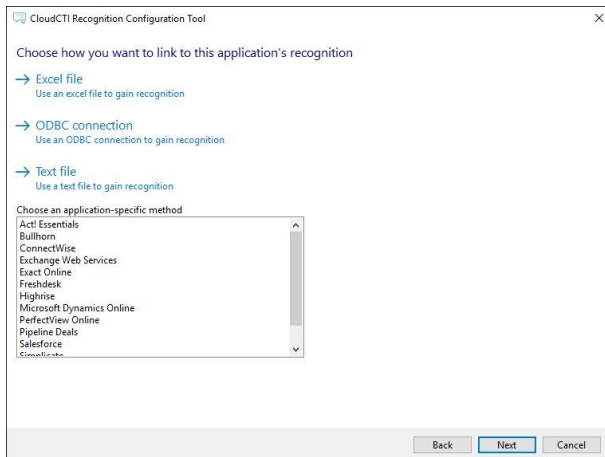 CloudCTI Recognition Configuration Tool
Choose how you want to link to this application's recognition
Excel file
Use an excel file to gain recognition
ODBC connection
Use an ODBC connection to gain recognition
Text file
Use a text file to gain recognition
Choose an application-specific method
Act! Essentials
Bullhorn
ConnectWise
Exchange Web Services
Exact Online
Freshdesk
Highrise
Microsoft Dynamics Online
PerfectView Online
Pipeline Deals
Salesforce
Simplicate
Back Next Cancel